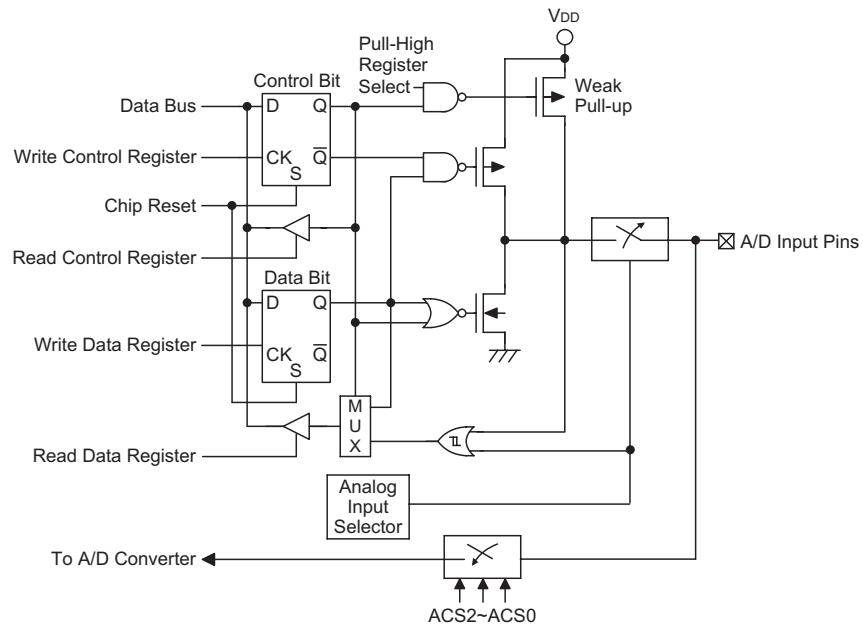 VDD
Pull-High
Register
Select
Control Bit
Weak
Pull-up
Data Bus
D
Q
Write Control Register
CK
Q̅
S
Chip Reset
Read Control Register
Data Bit
D
Q
Write Data Register
CK
Q̅
S
A/D Input Pins
M
U
X
Read Data Register
Analog
Input
Selector
To A/D Converter
ACS2~ACS0